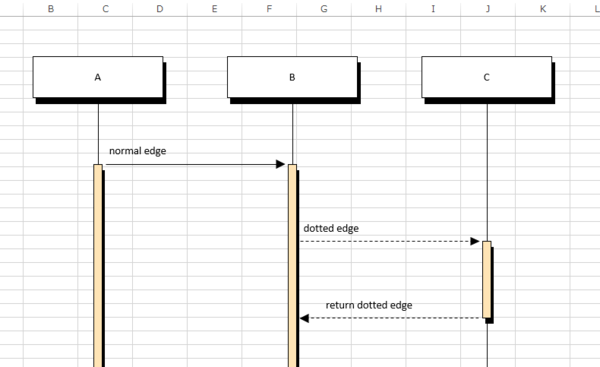 B C D E F G H I J K L
A B C
normal edge
dotted edge
return dotted edge